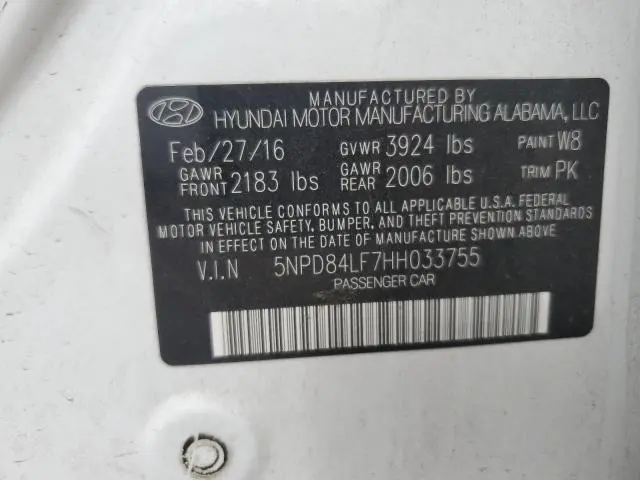 MANUFACTURED BY
HYUNDAI MOTOR MANUFACTURING ALABAMA, LLC
Feb/27/16 GVWR 3924 lbs PAINT W8
GAWR FRONT 2183 lbs GAWR REAR 2006 lbs TRIM PK
THIS VEHICLE CONFORMS TO ALL APPLICABLE U.S.A. FEDERAL
MOTOR VEHICLE SAFETY, BUMPER, AND THEFT PREVENTION STANDARDS
IN EFFECT ON THE DATE OF MANUFACTURE SHOWN ABOVE.
V.I.N 5NPD84LF7HH033755
PASSENGER CAR